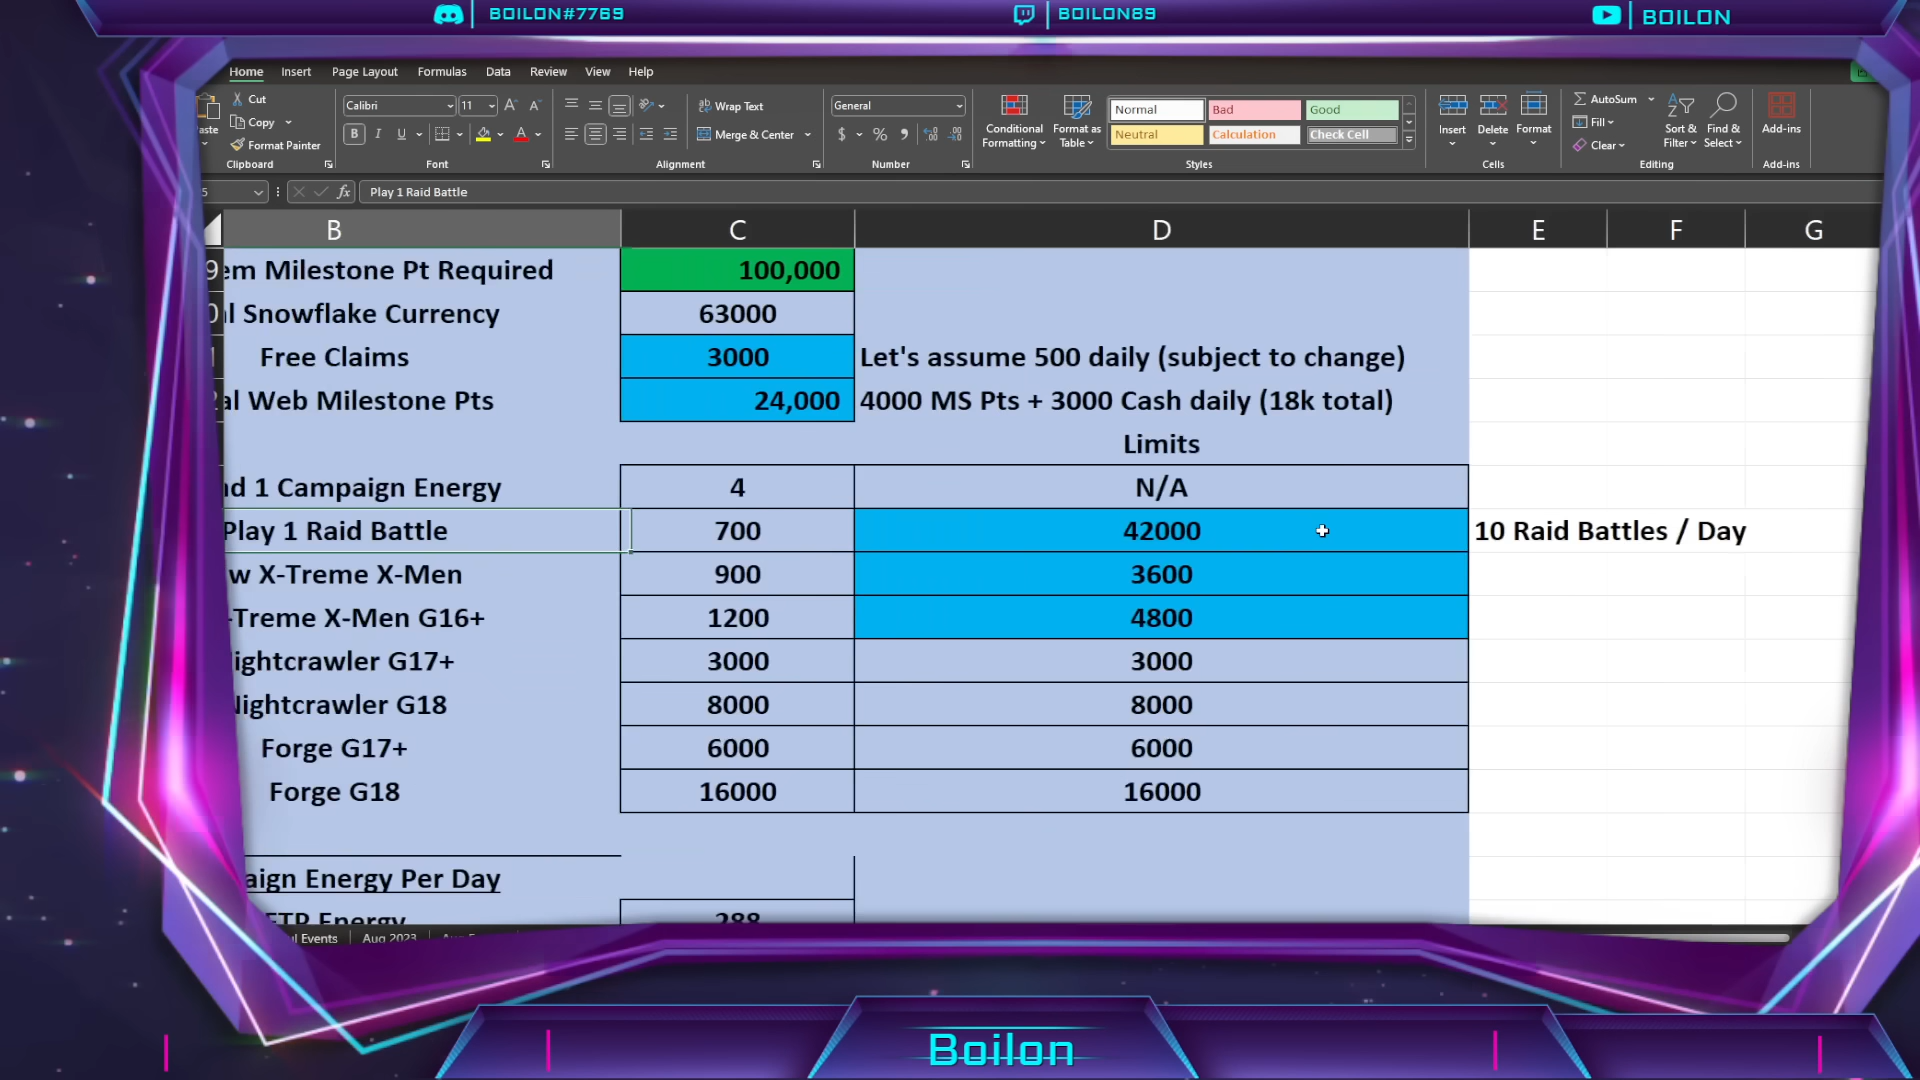 BOILON#7769
BOILON89
BOILON
Home Insert Page Layout Formulas Data Review View Help
Cut
Copy
Format Painter
Clipboard
Calibri 11
Font
Wrap Text
Merge & Center
Alignment
General
Number
Conditional Formatting
Format as Table
Normal Bad Good
Neutral Calculation Check Cell
Styles
Insert Delete Format
Cells
AutoSum
Fill
Clear
Sort & Filter
Find & Select
Editing
Add-ins
Add-ins
Play 1 Raid Battle
B C D E F G
em Milestone Pt Required 100,000
Snowflake Currency 63000
Free Claims 3000 Let's assume 500 daily (subject to change)
al Web Milestone Pts 24,000 4000 MS Pts + 3000 Cash daily (18k total)
Limits
nd 1 Campaign Energy 4 N/A
Play 1 Raid Battle 700 42000 10 Raid Battles / Day
w X-Treme X-Men 900 3600
-Treme X-Men G16+ 1200 4800
ightcrawler G17+ 3000 3000
Nightcrawler G18 8000 8000
Forge G17+ 6000 6000
Forge G18 16000 16000
aign Energy Per Day
FTP Energy 288
Events Aug 2023
Boilon